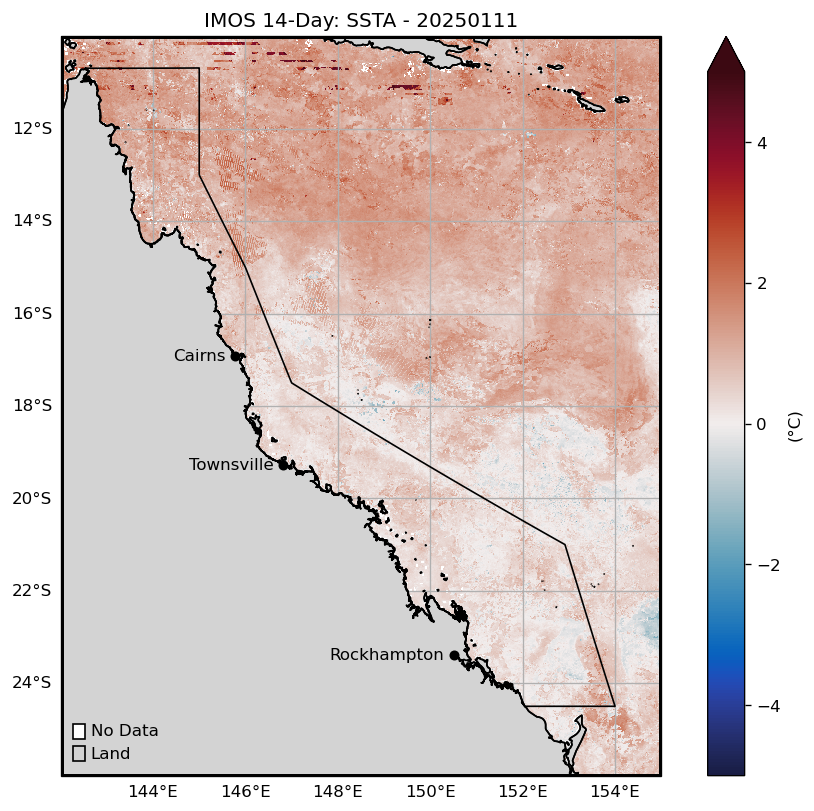 IMOS 14-Day: SSTA - 20250111
12°S
14°S
16°S
18°S
20°S
22°S
24°S
Cairns
Townsville
Rockhampton
No Data
Land
144°E 146°E 148°E 150°E 152°E 154°E
4
2
0
−2
−4
(°C)